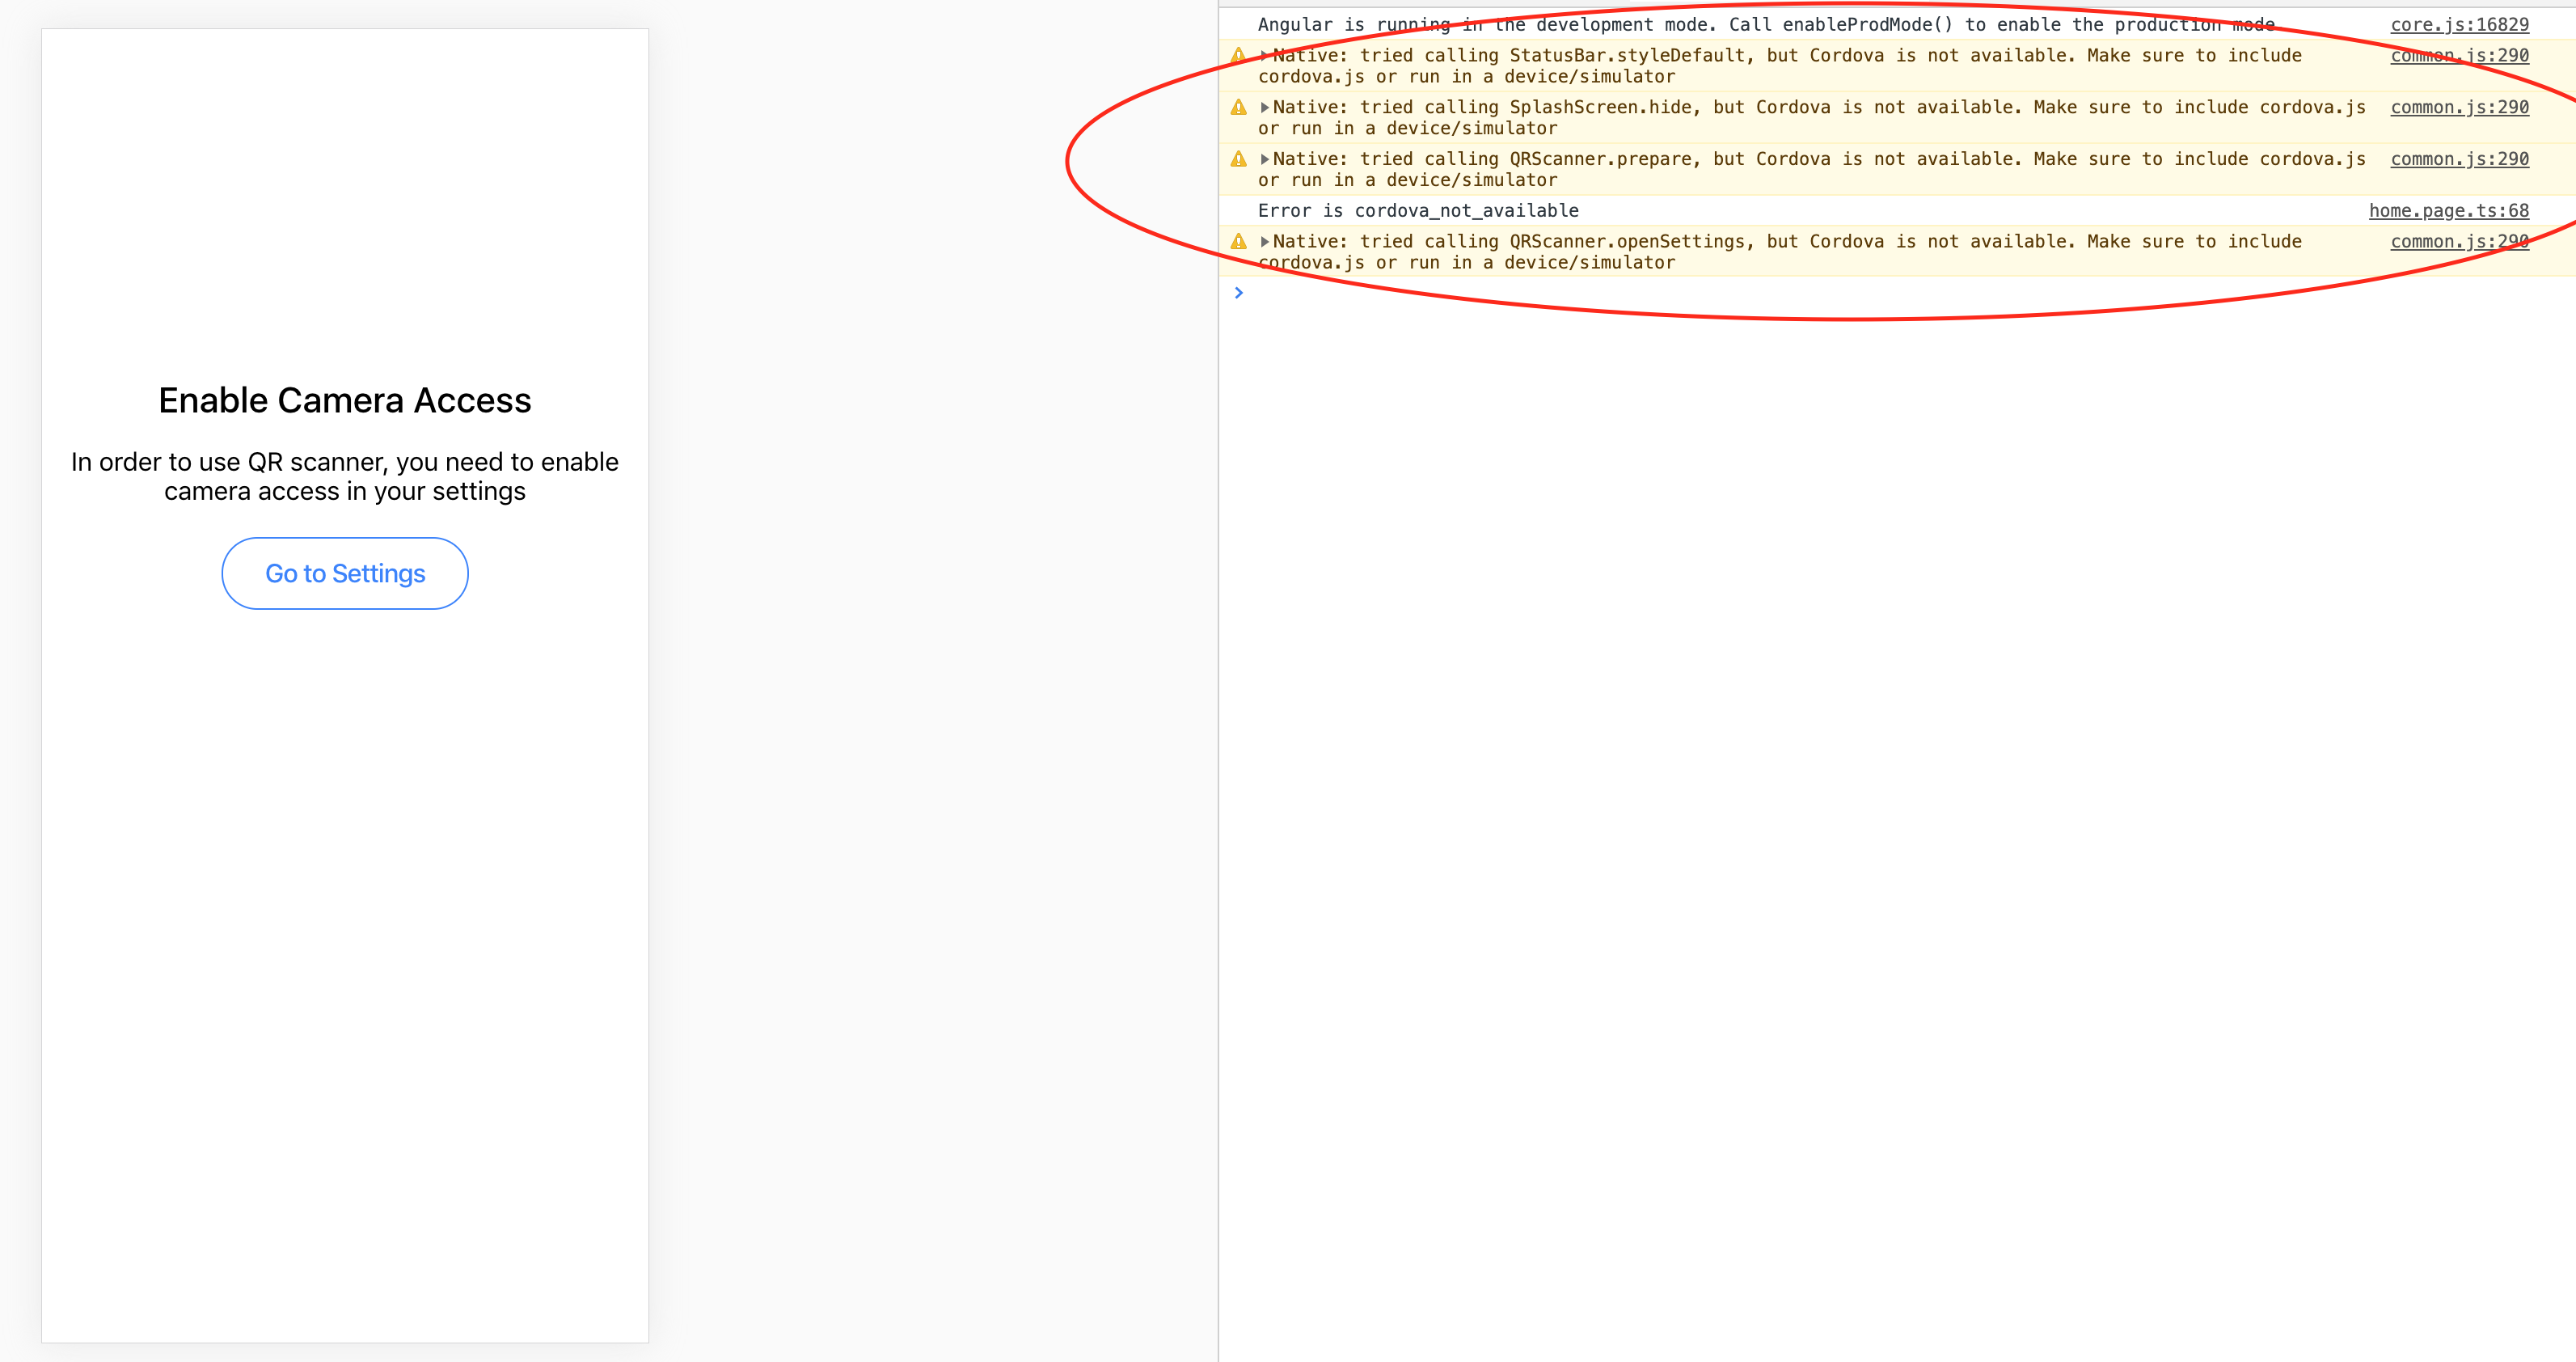 Enable Camera Access
In order to use QR scanner, you need to enable
camera access in your settings
Go to Settings
Angular is running in the development mode. Call enableProdMode() to enable the production mode. core.js:16829
Native: tried calling StatusBar.styleDefault, but Cordova is not available. Make sure to include common.js:290
cordova.js or run in a device/simulator
Native: tried calling SplashScreen.hide, but Cordova is not available. Make sure to include cordova.js common.js:290
or run in a device/simulator
Native: tried calling QRScanner.prepare, but Cordova is not available. Make sure to include cordova.js common.js:290
or run in a device/simulator
Error is cordova_not_available home.page.ts:68
Native: tried calling QRScanner.openSettings, but Cordova is not available. Make sure to include common.js:290
cordova.js or run in a device/simulator